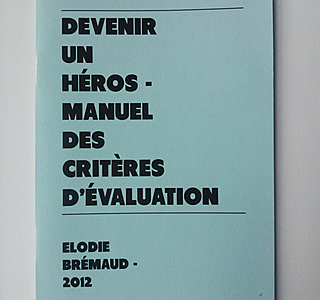 DEVENIR
UN
HÉROS -
MANUEL
DES
CRITÈRES
D'ÉVALUATION
ELODIE
BRÉMAUD -
2012